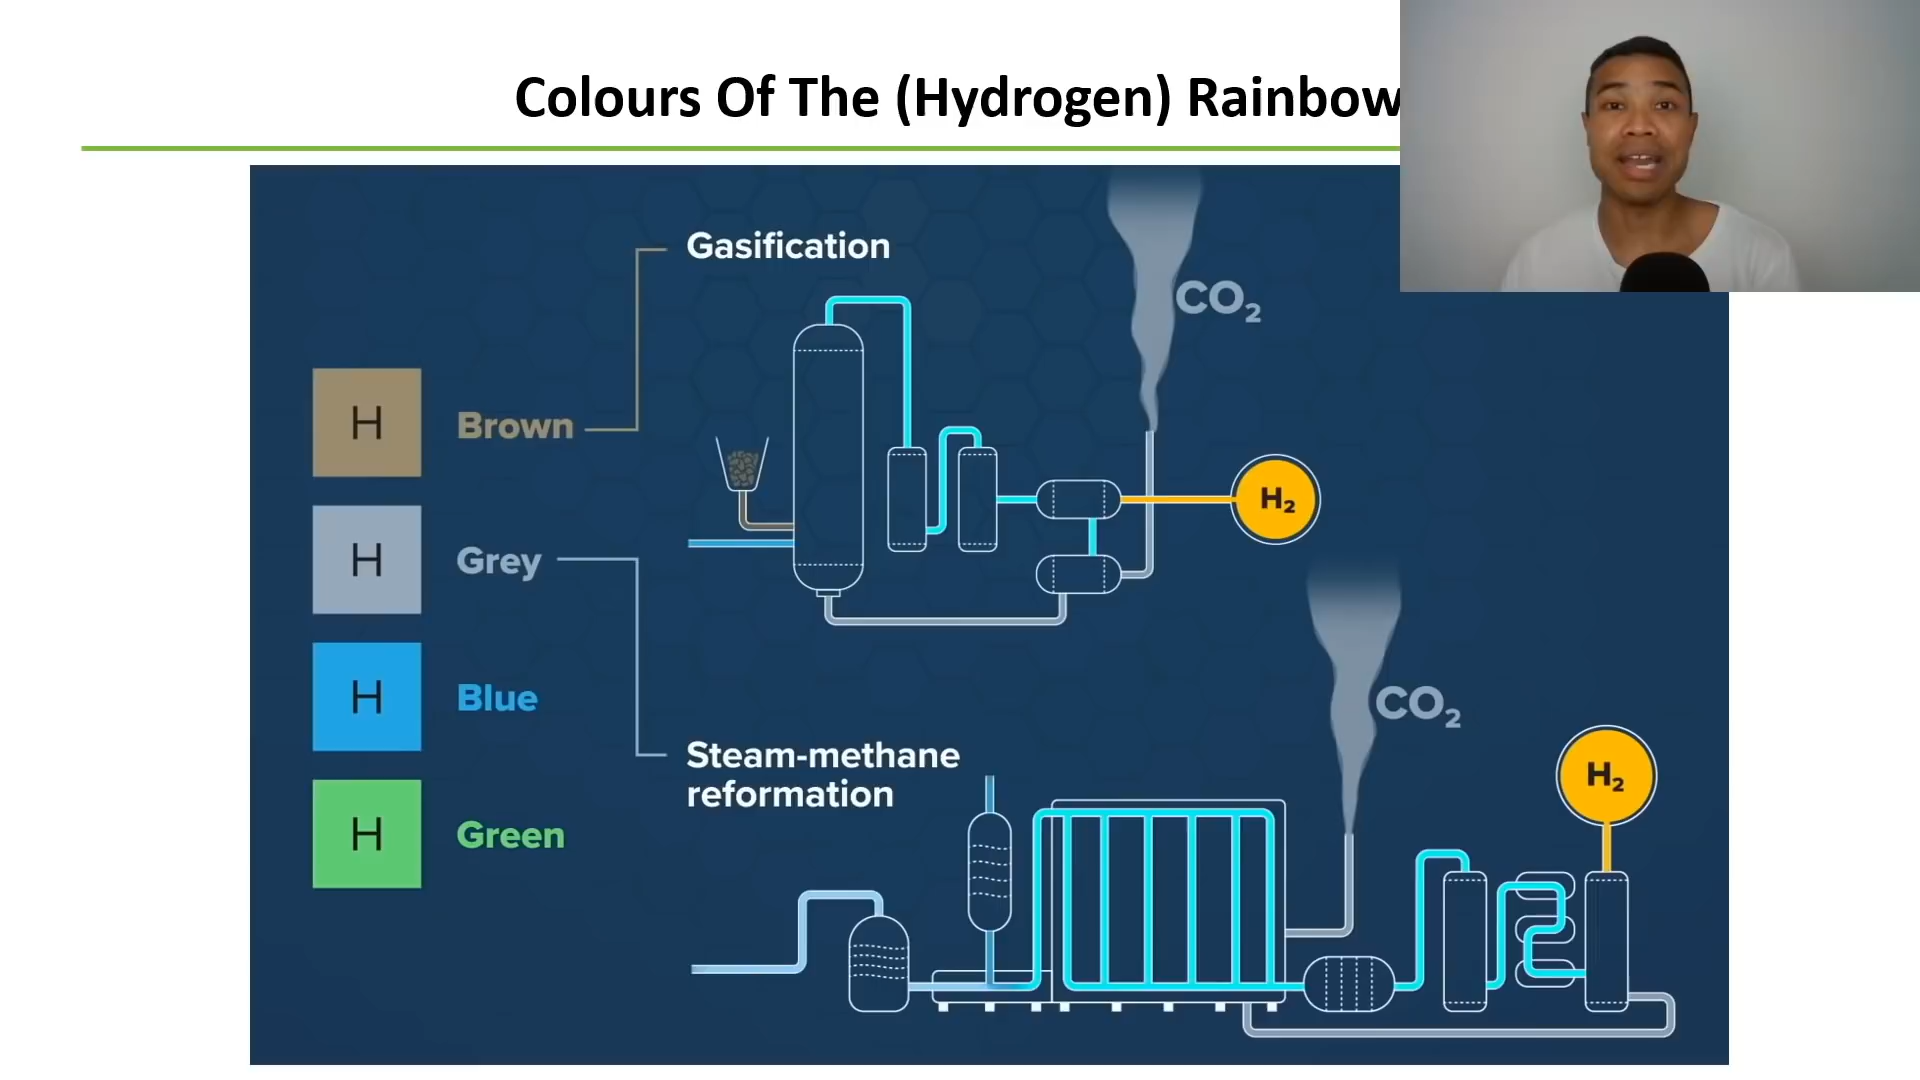 Colours Of The (Hydrogen) Rainbow
Gasification
CO₂
H
Brown
H₂
H
Grey
H
Blue
CO₂
Steam-methane
reformation
H₂
H
Green